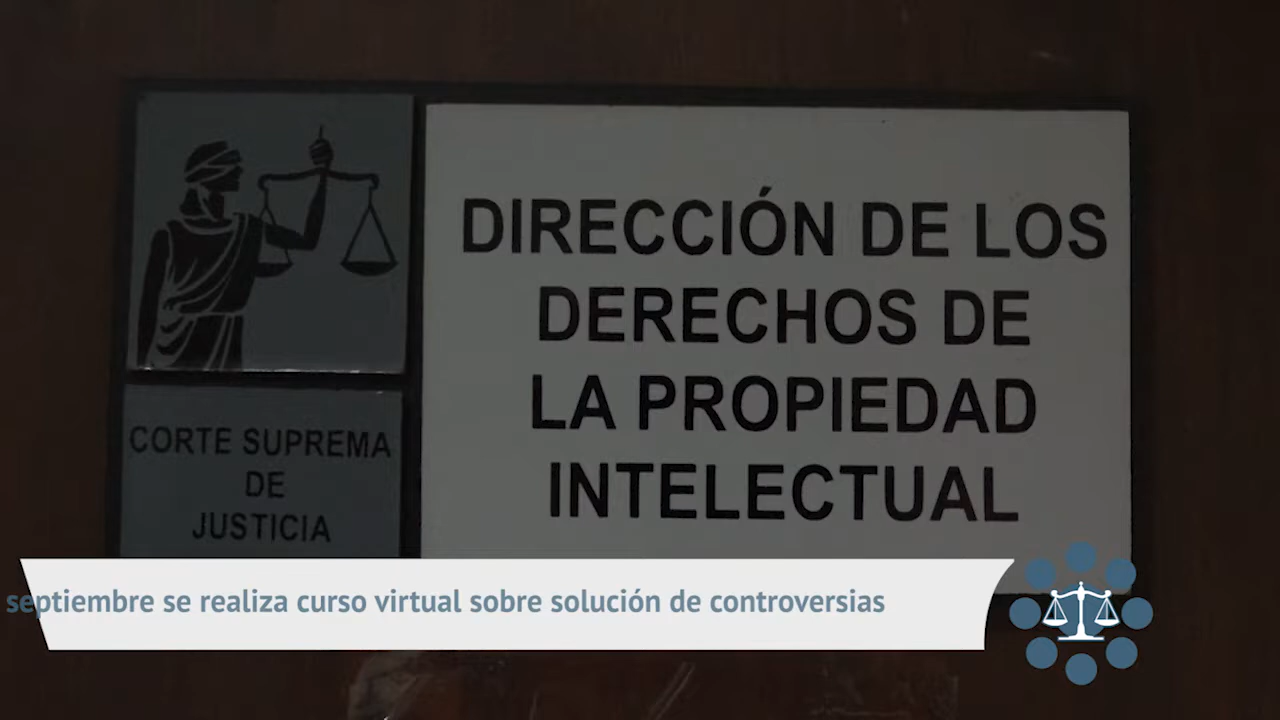 DIRECCIÓN DE LOS
DERECHOS DE
LA PROPIEDAD
INTELECTUAL
CORTE SUPREMA
DE
JUSTICIA
septiembre se realiza curso virtual sobre solución de controversias